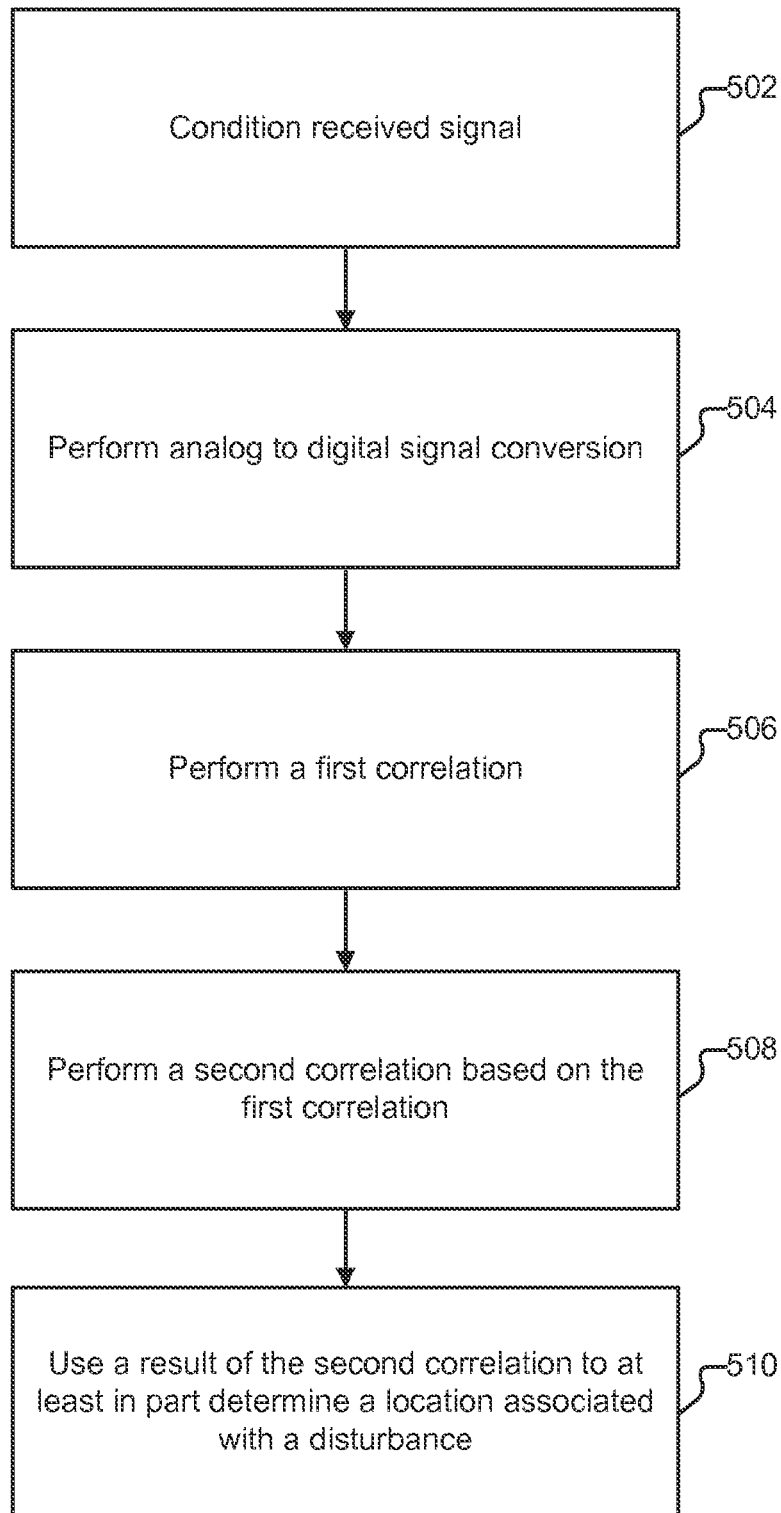 Condition received signal
502
Perform analog to digital signal conversion
504
Perform a first correlation
506
Perform a second correlation based on the
first correlation
508
Use a result of the second correlation to at
least in part determine a location associated
with a disturbance
510